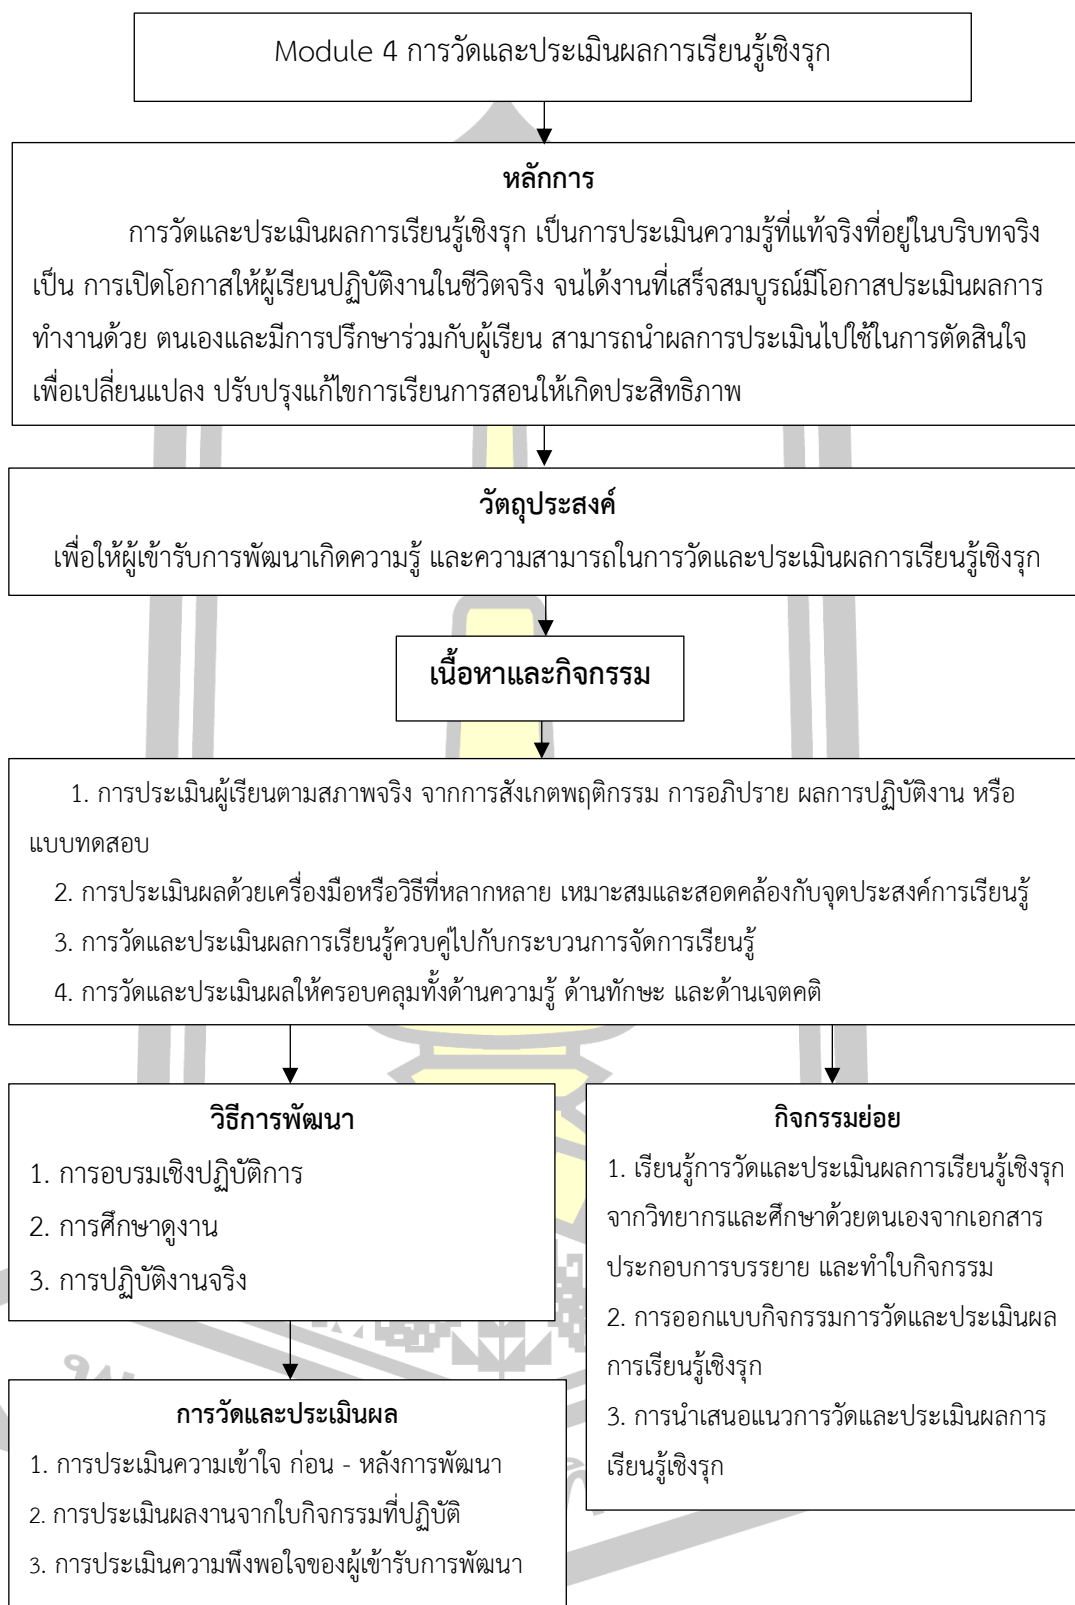 Module 4 การวัดและประเมินผลการเรียนรู้เชิงรุก
หลักการ
การวัดและประเมินผลการเรียนรู้เชิงรุก เป็นการประเมินความรู้ที่แท้จริงที่อยู่ในบริบทจริง
เป็น การเปิดโอกาสให้ผู้เรียนปฏิบัติงานในชีวิตจริง จนได้งานที่เสร็จสมบูรณ์มีโอกาสประเมินผลการ
ทำงานด้วย ตนเองและมีการปรึกษาร่วมกับผู้เรียน สามารถนำผลการประเมินไปใช้ในการตัดสินใจ
เพื่อเปลี่ยนแปลง ปรับปรุงแก้ไขการเรียนการสอนให้เกิดประสิทธิภาพ
วัตถุประสงค์
เพื่อให้ผู้เข้ารับการพัฒนาเกิดความรู้ และความสามารถในการวัดและประเมินผลการเรียนรู้เชิงรุก
เนื้อหาและกิจกรรม
1. การประเมินผู้เรียนตามสภาพจริง จากการสังเกตพฤติกรรม การอภิปราย ผลการปฏิบัติงาน หรือ
แบบทดสอบ
2. การประเมินผลด้วยเครื่องมือหรือวิธีที่หลากหลาย เหมาะสมและสอดคล้องกับจุดประสงค์การเรียนรู้
3. การวัดและประเมินผลการเรียนรู้ควบคู่ไปกับกระบวนการจัดการเรียนรู้
4. การวัดและประเมินผลให้ครอบคลุมทั้งด้านความรู้ ด้านทักษะ และด้านเจตคติ
วิธีการพัฒนา
1. การอบรมเชิงปฏิบัติการ
2. การศึกษาดูงาน
3. การปฏิบัติงานจริง
การวัดและประเมินผล
1. การประเมินความเข้าใจ ก่อน - หลังการพัฒนา
2. การประเมินผลงานจากใบกิจกรรมที่ปฏิบัติ
3. การประเมินความพึงพอใจของผู้เข้ารับการพัฒนา
กิจกรรมย่อย
1. เรียนรู้การวัดและประเมินผลการเรียนรู้เชิงรุก
จากวิทยากรและศึกษาด้วยตนเองจากเอกสาร
ประกอบการบรรยาย และทำใบกิจกรรม
2. การออกแบบกิจกรรมการวัดและประเมินผล
การเรียนรู้เชิงรุก
3. การนำเสนอแนวการวัดและประเมินผลการ
เรียนรู้เชิงรุก